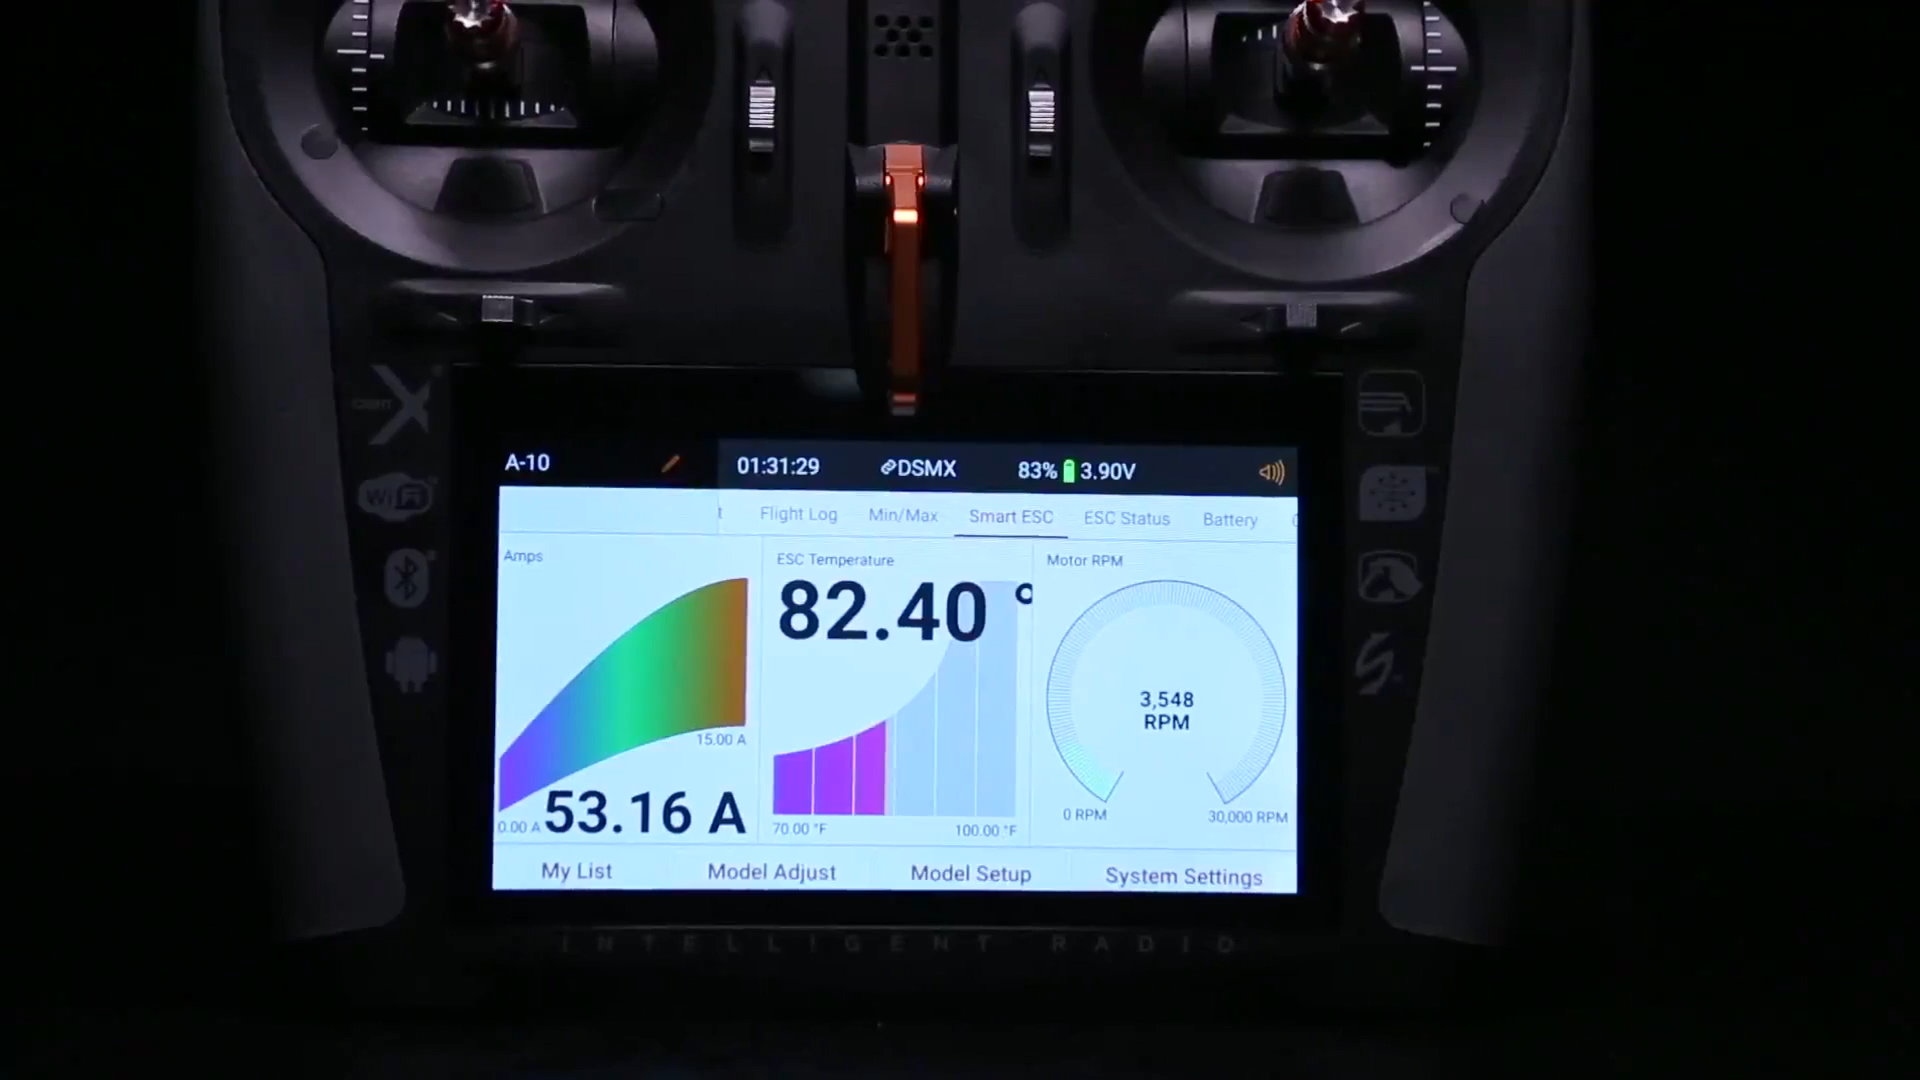 WiFi
A-10
01:31:29
DSMX
83%
3.90V
t
Flight Log
Min/Max
Smart ESC
ESC Status
Battery
Amps
15.00 A
0.00 A
53.16 A
ESC Temperature
82.40 °
70.00 °F
100.00 °F
Motor RPM
3,548
RPM
0 RPM
30,000 RPM
My List
Model Adjust
Model Setup
System Settings
INTELLIGENT RADIO